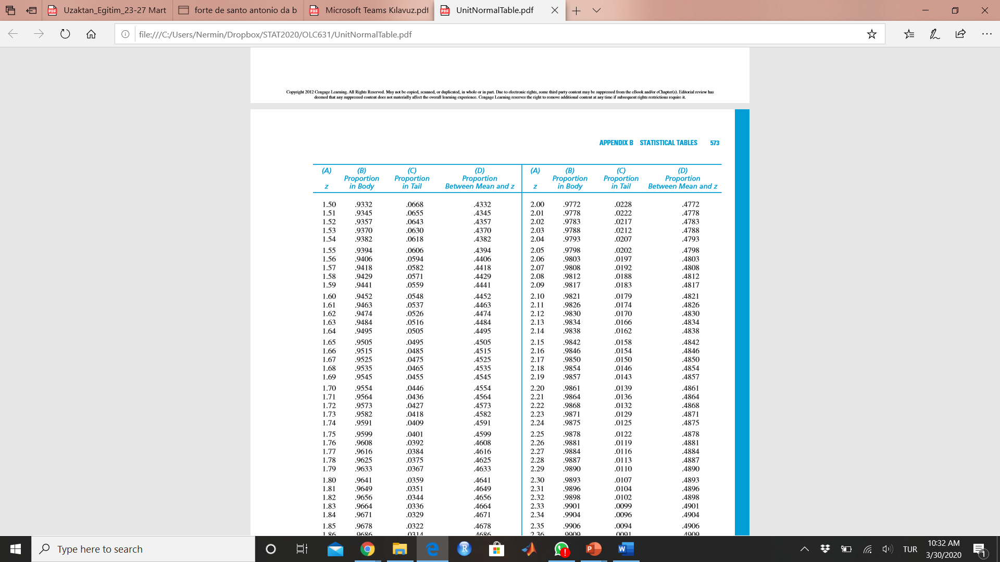 Uzaktan_Egitim_23-27 Mart
forte de santo antonio da b
Microsoft Teams Kılavuz.pdf
UnitNormalTable.pdf
file:///C:/Users/Nermin/Dropbox/STAT2020/OLC631/UnitNormalTable.pdf
Copyright 2012 Cengage Learning. All Rights Reserved. May not be copied, scanned, or duplicated, in whole or in part. Due to electronic rights, some third party content may be suppressed from the eBook and/or eChapter(s). Editorial review has
deemed that any suppressed content does not materially affect the overall learning experience. Cengage Learning reserves the right to remove additional content at any time if subsequent rights restrictions require it.
APPENDIX B STATISTICAL TABLES 573
(A) (B) (C) (D) (A) (B) (C) (D)
Proportion Proportion Proportion Proportion Proportion Proportion
z in Body in Tail Between Mean and z z in Body in Tail Between Mean and z
1.50 .9332 .0668 .4332 2.00 .9772 .0228 .4772
1.51 .9345 .0655 .4345 2.01 .9778 .0222 .4778
1.52 .9357 .0643 .4357 2.02 .9783 .0217 .4783
1.53 .9370 .0630 .4370 2.03 .9788 .0212 .4788
1.54 .9382 .0618 .4382 2.04 .9793 .0207 .4793
1.55 .9394 .0606 .4394 2.05 .9798 .0202 .4798
1.56 .9406 .0594 .4406 2.06 .9803 .0197 .4803
1.57 .9418 .0582 .4418 2.07 .9808 .0192 .4808
1.58 .9429 .0571 .4429 2.08 .9812 .0188 .4812
1.59 .9441 .0559 .4441 2.09 .9817 .0183 .4817
1.60 .9452 .0548 .4452 2.10 .9821 .0179 .4821
1.61 .9463 .0537 .4463 2.11 .9826 .0174 .4826
1.62 .9474 .0526 .4474 2.12 .9830 .0170 .4830
1.63 .9484 .0516 .4484 2.13 .9834 .0166 .4834
1.64 .9495 .0505 .4495 2.14 .9838 .0162 .4838
1.65 .9505 .0495 .4505 2.15 .9842 .0158 .4842
1.66 .9515 .0485 .4515 2.16 .9846 .0154 .4846
1.67 .9525 .0475 .4525 2.17 .9850 .0150 .4850
1.68 .9535 .0465 .4535 2.18 .9854 .0146 .4854
1.69 .9545 .0455 .4545 2.19 .9857 .0143 .4857
1.70 .9554 .0446 .4554 2.20 .9861 .0139 .4861
1.71 .9564 .0436 .4564 2.21 .9864 .0136 .4864
1.72 .9573 .0427 .4573 2.22 .9868 .0132 .4868
1.73 .9582 .0418 .4582 2.23 .9871 .0129 .4871
1.74 .9591 .0409 .4591 2.24 .9875 .0125 .4875
1.75 .9599 .0401 .4599 2.25 .9878 .0122 .4878
1.76 .9608 .0392 .4608 2.26 .9881 .0119 .4881
1.77 .9616 .0384 .4616 2.27 .9884 .0116 .4884
1.78 .9625 .0375 .4625 2.28 .9887 .0113 .4887
1.79 .9633 .0367 .4633 2.29 .9890 .0110 .4890
1.80 .9641 .0359 .4641 2.30 .9893 .0107 .4893
1.81 .9649 .0351 .4649 2.31 .9896 .0104 .4896
1.82 .9656 .0344 .4656 2.32 .9898 .0102 .4898
1.83 .9664 .0336 .4664 2.33 .9901 .0099 .4901
1.84 .9671 .0329 .4671 2.34 .9904 .0096 .4904
1.85 .9678 .0322 .4678 2.35 .9906 .0094 .4906
1.86 .9686 .0314 .4686 2.36 .9909 .0091 .4909
Type here to search
TUR
10:32 AM
3/30/2020
1